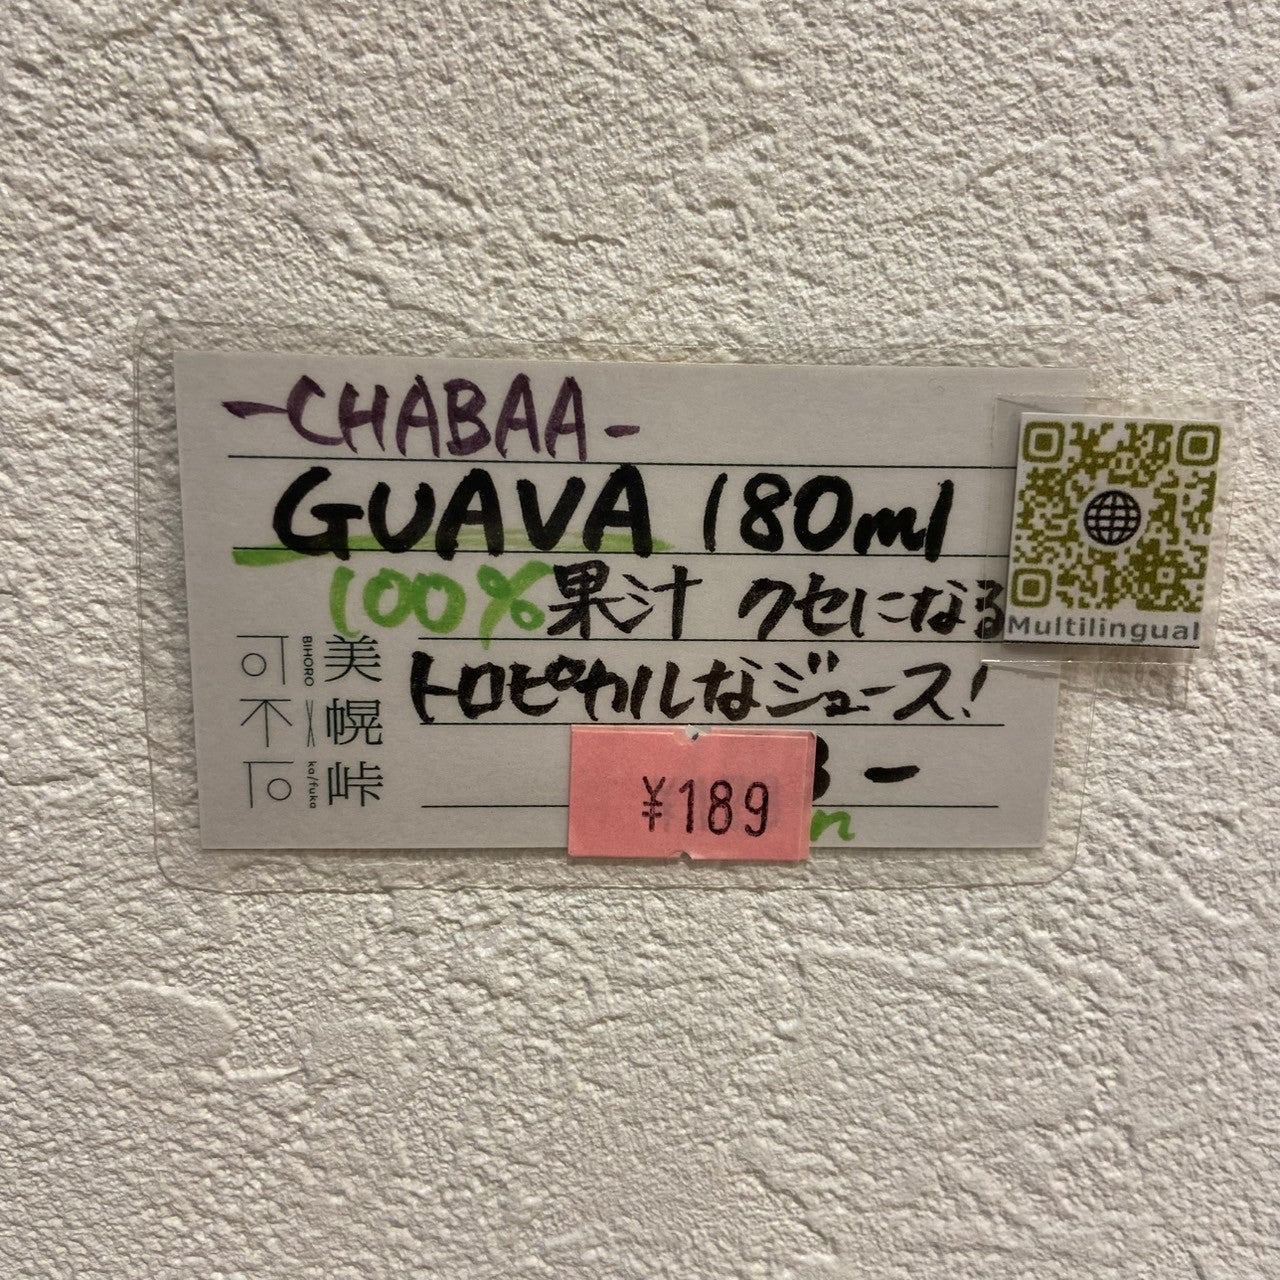 -CHABAA-
GUAVA 180ml
100%果汁 クセになる
トロピカルなジュース!
¥189
Multilingual
美幌峠
BIHORO × ka/fuka
可不可